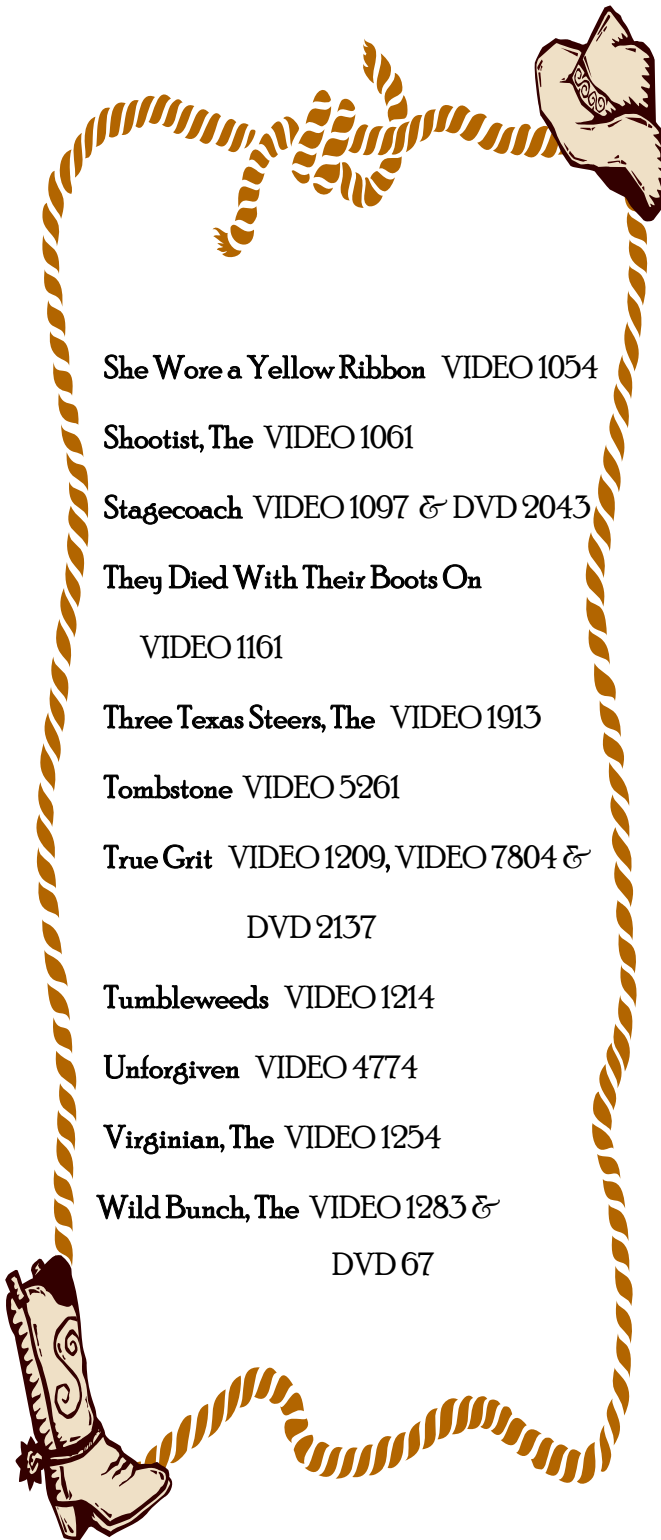 She Wore a Yellow Ribbon VIDEO 1054
Shootist, The VIDEO 1061
Stagecoach VIDEO 1097 & DVD 2043
They Died With Their Boots On
VIDEO 1161
Three Texas Steers, The VIDEO 1913
Tombstone VIDEO 5261
True Grit VIDEO 1209, VIDEO 7804 &
DVD 2137
Tumbleweeds VIDEO 1214
Unforgiven VIDEO 4774
Virginian, The VIDEO 1254
Wild Bunch, The VIDEO 1283 &
DVD 67